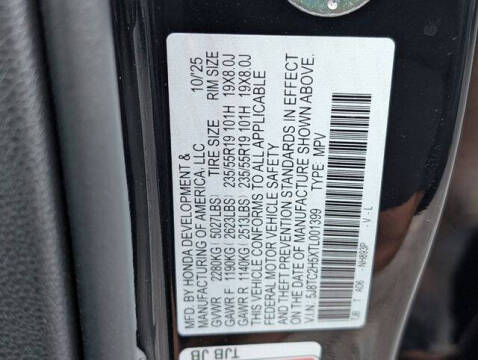 MFD. BY HONDA DEVELOPMENT &
MANUFACTURING OF AMERICA, LLC 10/25
GVWR 2280KG (5027LBS) TIRE SIZE RIM SIZE
GAWR F 1190KG (2623LBS) 235/55R19 101H 19X8.0J
GAWR R 1140KG (2513LBS) 235/55R19 101H 19X8.0J
THIS VEHICLE CONFORMS TO ALL APPLICABLE
FEDERAL MOTOR VEHICLE SAFETY
AND THEFT PREVENTION STANDARDS IN EFFECT
ON THE DATE OF MANUFACTURE SHOWN ABOVE.
V.I.N: 5J8TC2H5XTL001399 TYPE: MPV
TJB T AD6 -NH893P - V - L
TJB JB